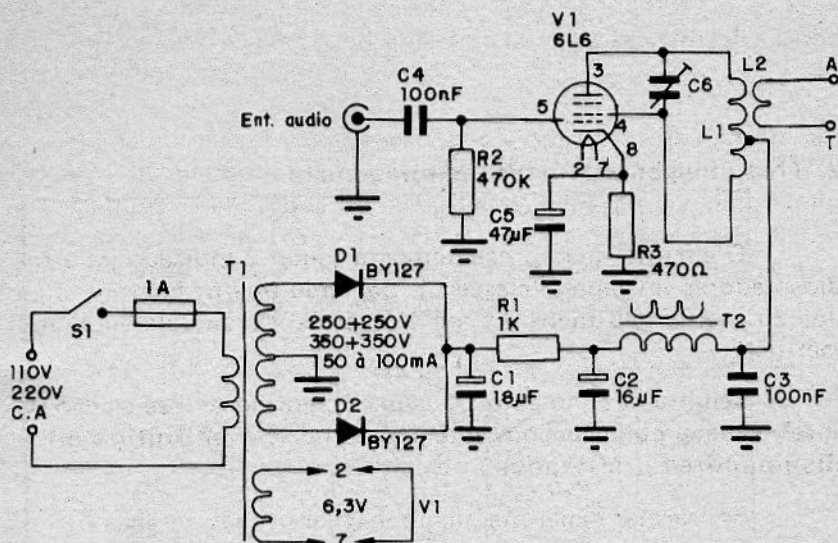 V1
6L6
C4
100nF
3
C6
L2
A
Ent. audio
5
4
L1
T
8
R2
470K
2 7
C5
47µF
R3
470Ω
T1
D1
BY127
1A
S1
250+250V
350+350V
50 à 100mA
R1
1K
T2
110V
220V
C.A
C1
18µF
C2
16µF
C3
100nF
D2
BY127
2
6,3V
V1
7